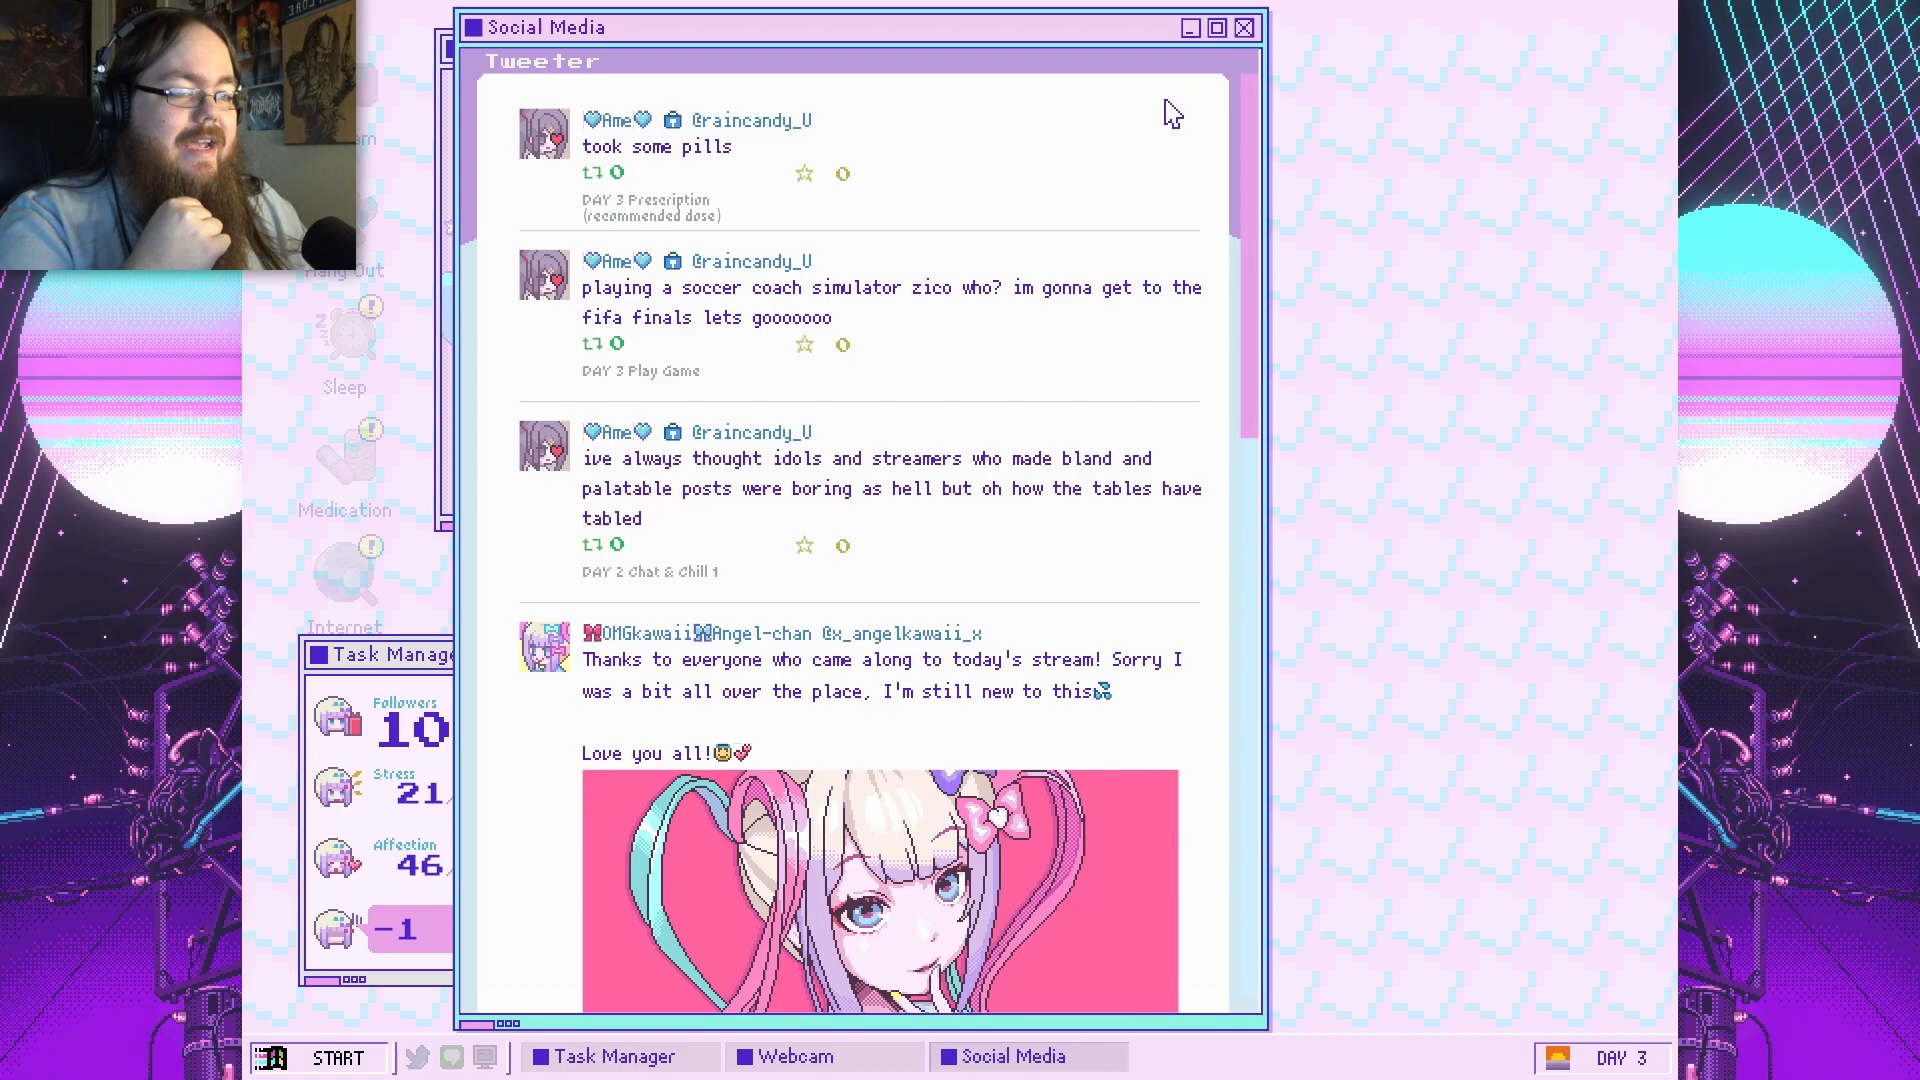 Social Media
Tweeter
Ame @raincandy_U
took some pills
0 0
DAY 3 Prescription
(recommended dose)
Ame @raincandy_U
playing a soccer coach simulator zico who? im gonna get to the
fifa finals lets gooooooo
0 0
DAY 3 Play Game
Ame @raincandy_U
ive always thought idols and streamers who made bland and
palatable posts were boring as hell but oh how the tables have
tabled
0 0
DAY 2 Chat & Chill 1
OMGkawaii Angel-chan @x_angelkawaii_x
Thanks to everyone who came along to today's stream! Sorry I
was a bit all over the place, I'm still new to this
Love you all!
Hang Out
Sleep
Medication
Internet
Task Manage
Followers
10
Stress
21
Affection
46
-1
START
Task Manager
Webcam
Social Media
DAY 3